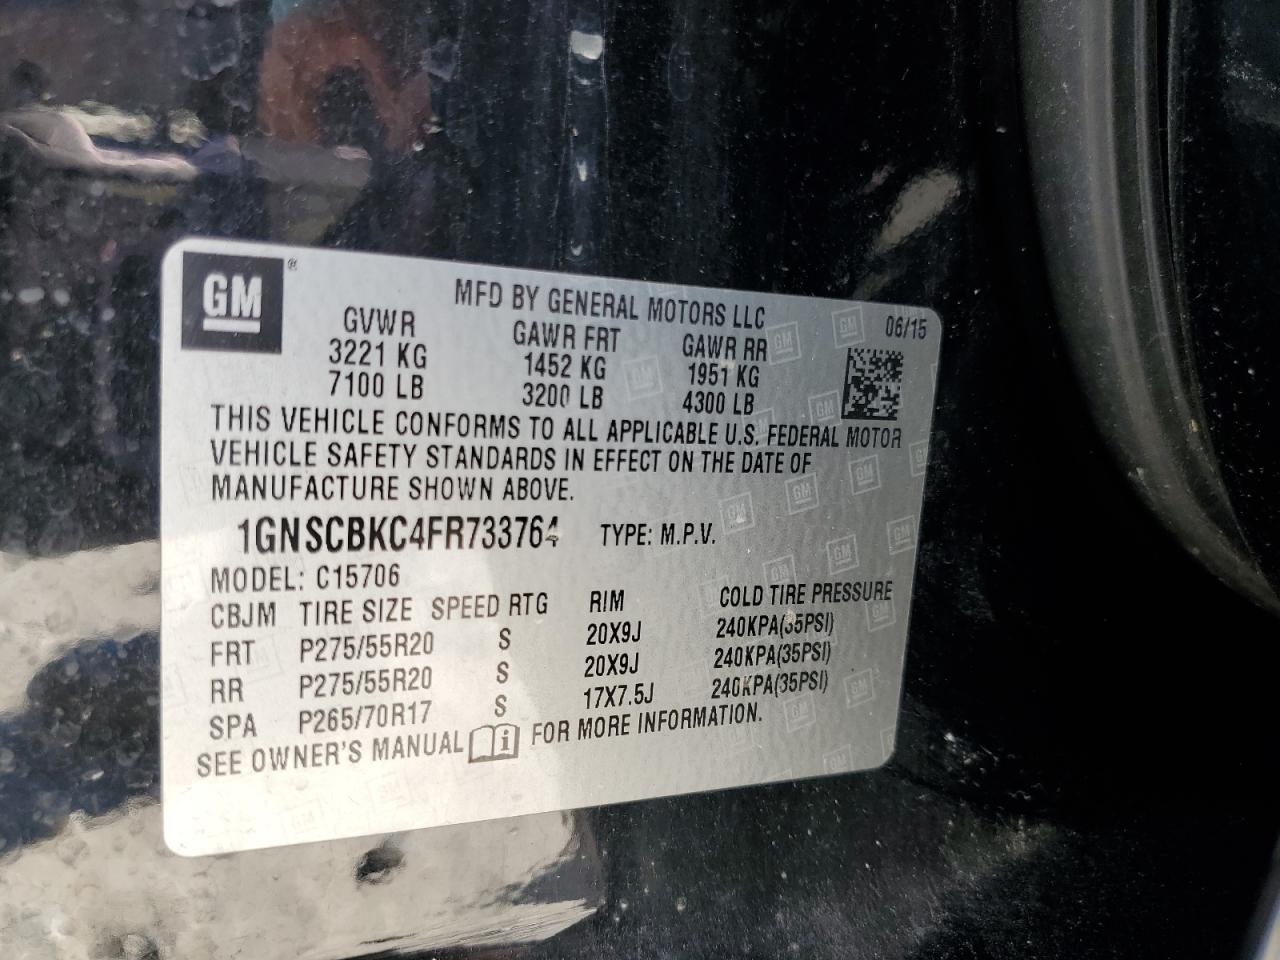 GM ®
MFD BY GENERAL MOTORS LLC 06/15
GVWR GAWR FRT GAWR RR
3221 KG 1452 KG 1951 KG
7100 LB 3200 LB 4300 LB
THIS VEHICLE CONFORMS TO ALL APPLICABLE U.S. FEDERAL MOTOR
VEHICLE SAFETY STANDARDS IN EFFECT ON THE DATE OF
MANUFACTURE SHOWN ABOVE.
1GNSCBKC4FR733764 TYPE: M.P.V.
MODEL: C15706
CBJM TIRE SIZE SPEED RTG RIM COLD TIRE PRESSURE
FRT P275/55R20 S 20X9J 240KPA(35PSI)
RR P275/55R20 S 20X9J 240KPA(35PSI)
SPA P265/70R17 S 17X7.5J 240KPA(35PSI)
SEE OWNER'S MANUAL i FOR MORE INFORMATION.